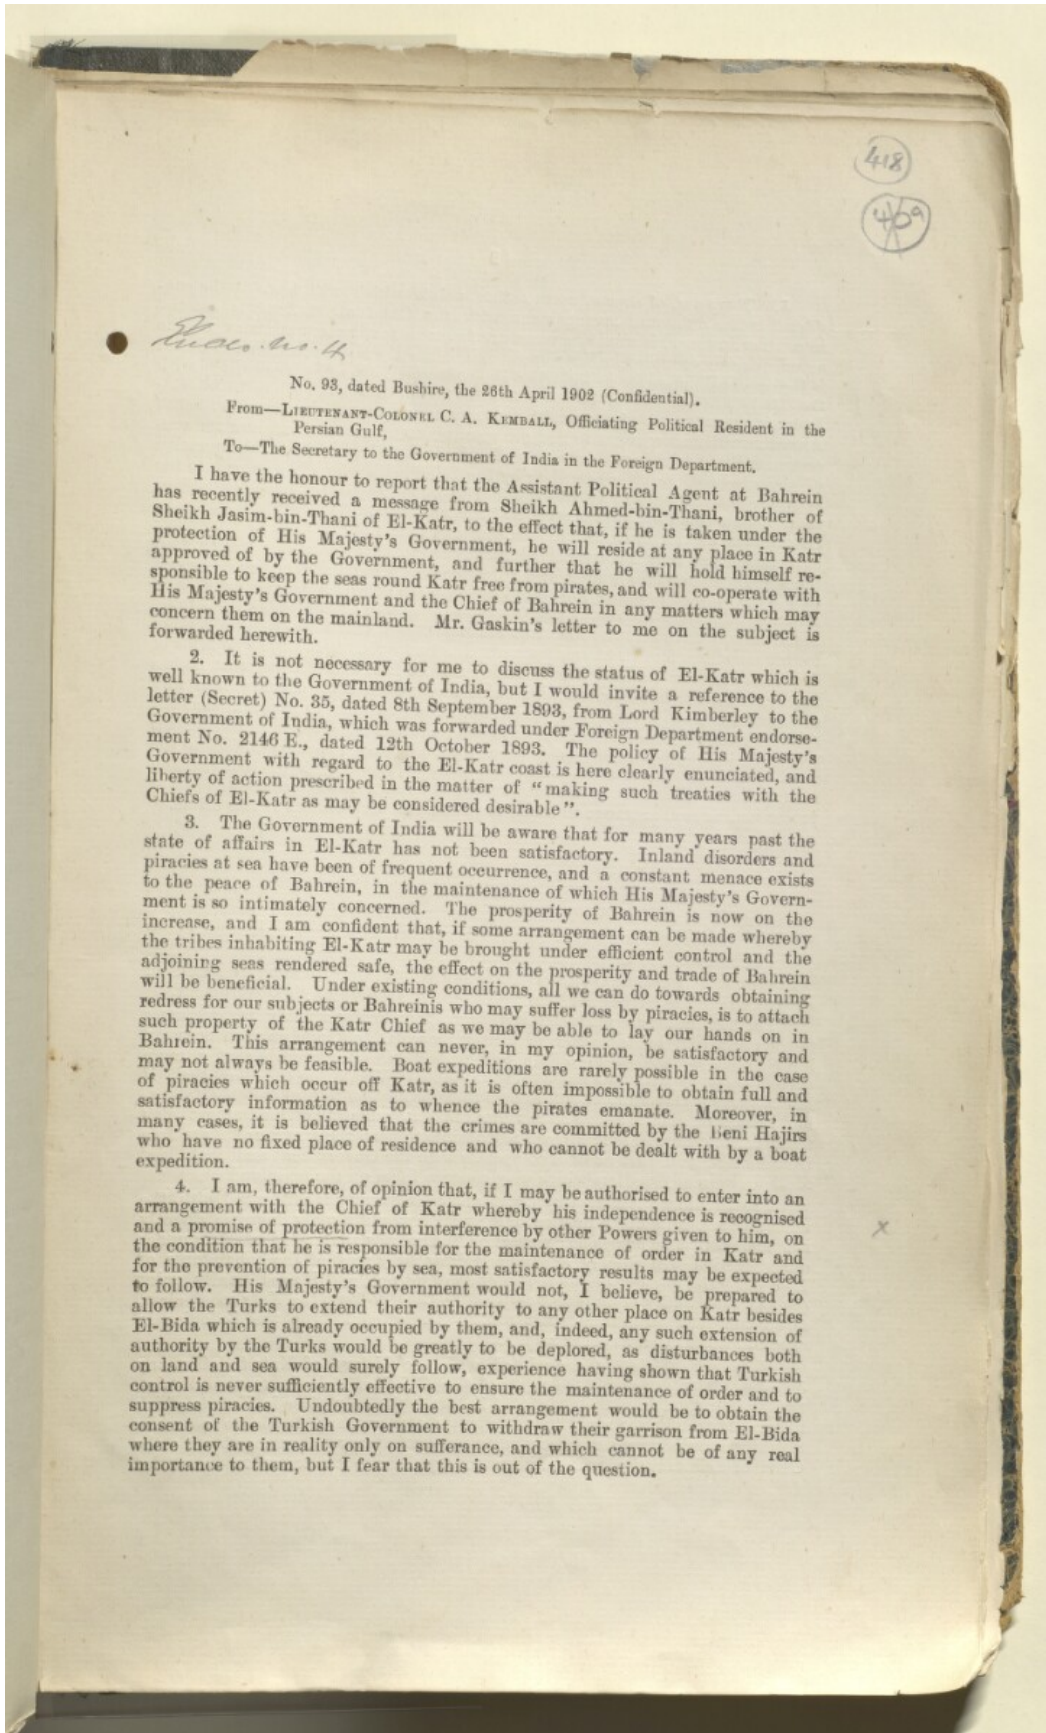 418
409
Enclo. No. 4
No. 93, dated Bushire, the 26th April 1902 (Confidential).
From—LIEUTENANT-COLONEL C. A. KEMBALL, Officiating Political Resident in the
Persian Gulf,
To—The Secretary to the Government of India in the Foreign Department.
I have the honour to report that the Assistant Political Agent at Bahrein
has recently received a message from Sheikh Ahmed-bin-Thani, brother of
Sheikh Jasim-bin-Thani of El-Katr, to the effect that, if he is taken under the
protection of His Majesty's Government, he will reside at any place in Katr
approved of by the Government, and further that he will hold himself re-
sponsible to keep the seas round Katr free from pirates, and will co-operate with
His Majesty's Government and the Chief of Bahrein in any matters which may
concern them on the mainland. Mr. Gaskin's letter to me on the subject is
forwarded herewith.
2. It is not necessary for me to discuss the status of El-Katr which is
well known to the Government of India, but I would invite a reference to the
letter (Secret) No. 35, dated 8th September 1893, from Lord Kimberley to the
Government of India, which was forwarded under Foreign Department endorse-
ment No. 2146 E., dated 12th October 1893. The policy of His Majesty's
Government with regard to the El-Katr coast is here clearly enunciated, and
liberty of action prescribed in the matter of "making such treaties with the
Chiefs of El-Katr as may be considered desirable".
3. The Government of India will be aware that for many years past the
state of affairs in El-Katr has not been satisfactory. Inland disorders and
piracies at sea have been of frequent occurrence, and a constant menace exists
to the peace of Bahrein, in the maintenance of which His Majesty's Govern-
ment is so intimately concerned. The prosperity of Bahrein is now on the
increase, and I am confident that, if some arrangement can be made whereby
the tribes inhabiting El-Katr may be brought under efficient control and the
adjoining seas rendered safe, the effect on the prosperity and trade of Bahrein
will be beneficial. Under existing conditions, all we can do towards obtaining
redress for our subjects or Bahreinis who may suffer loss by piracies, is to attach
such property of the Katr Chief as we may be able to lay our hands on in
Bahrein. This arrangement can never, in my opinion, be satisfactory and
may not always be feasible. Boat expeditions are rarely possible in the case
of piracies which occur off Katr, as it is often impossible to obtain full and
satisfactory information as to whence the pirates emanate. Moreover, in
many cases, it is believed that the crimes are committed by the Beni Hajirs
who have no fixed place of residence and who cannot be dealt with by a boat
expedition.
4. I am, therefore, of opinion that, if I may be authorised to enter into an
arrangement with the Chief of Katr whereby his independence is recognised
and a promise of protection from interference by other Powers given to him, on
the condition that he is responsible for the maintenance of order in Katr and
for the prevention of piracies by sea, most satisfactory results may be expected
to follow. His Majesty's Government would not, I believe, be prepared to
allow the Turks to extend their authority to any other place on Katr besides
El-Bida which is already occupied by them, and, indeed, any such extension of
authority by the Turks would be greatly to be deplored, as disturbances both
on land and sea would surely follow, experience having shown that Turkish
control is never sufficiently effective to ensure the maintenance of order and to
suppress piracies. Undoubtedly the best arrangement would be to obtain the
consent of the Turkish Government to withdraw their garrison from El-Bida
where they are in reality only on sufferance, and which cannot be of any real
importance to them, but I fear that this is out of the question.